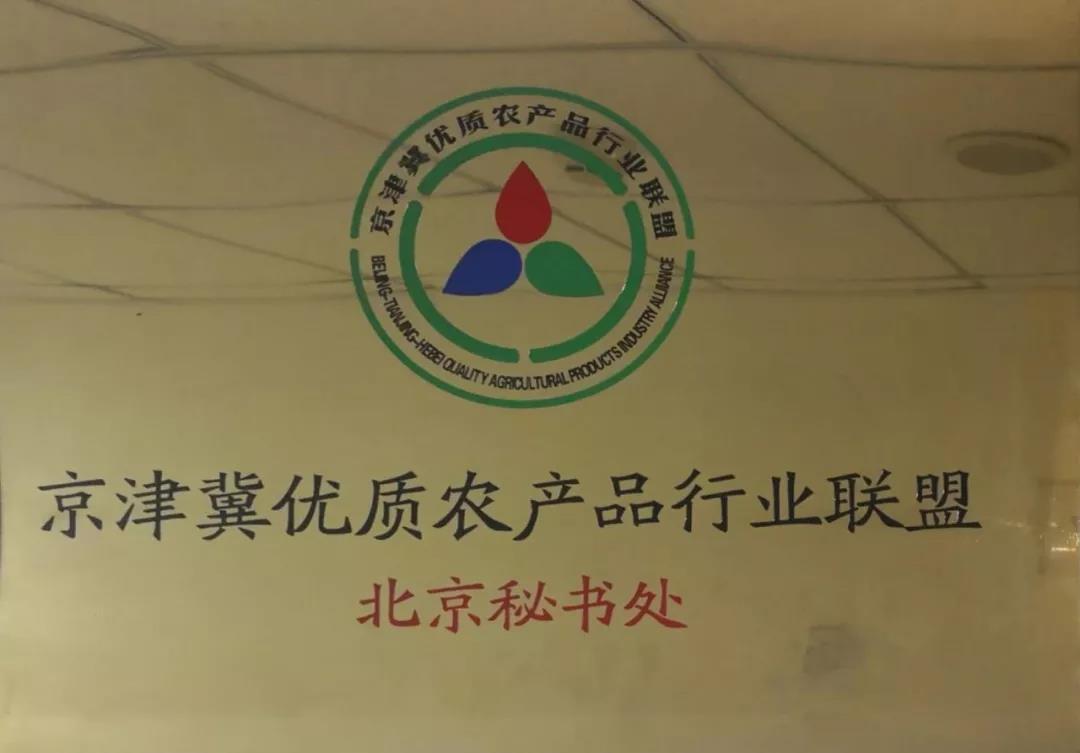 京津冀优质农产品行业联盟
BEIJING-TIANJING-HEBEI QUALITY AGRICULTURAL PRODUCTS INDUSTRY ALLIANCE
京津冀优质农产品行业联盟
北京秘书处